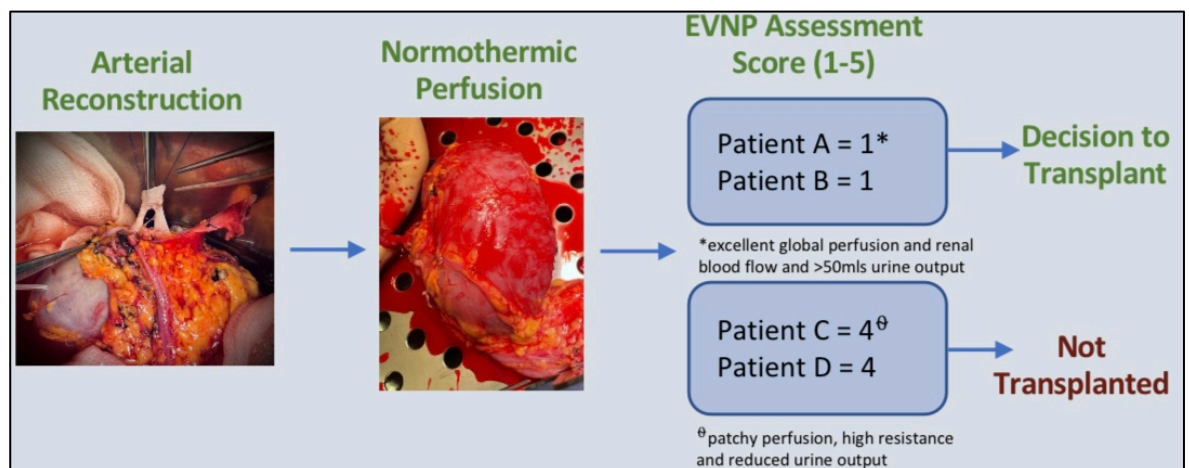 Arterial
Reconstruction
Normothermic
Perfusion
EVNP Assessment
Score (1-5)
Patient A = 1*
Patient B = 1
*excellent global perfusion and renal
blood flow and >50mls urine output
Decision to
Transplant
Patient C = 4ᶿ
Patient D = 4
ᶿpatchy perfusion, high resistance
and reduced urine output
Not
Transplanted